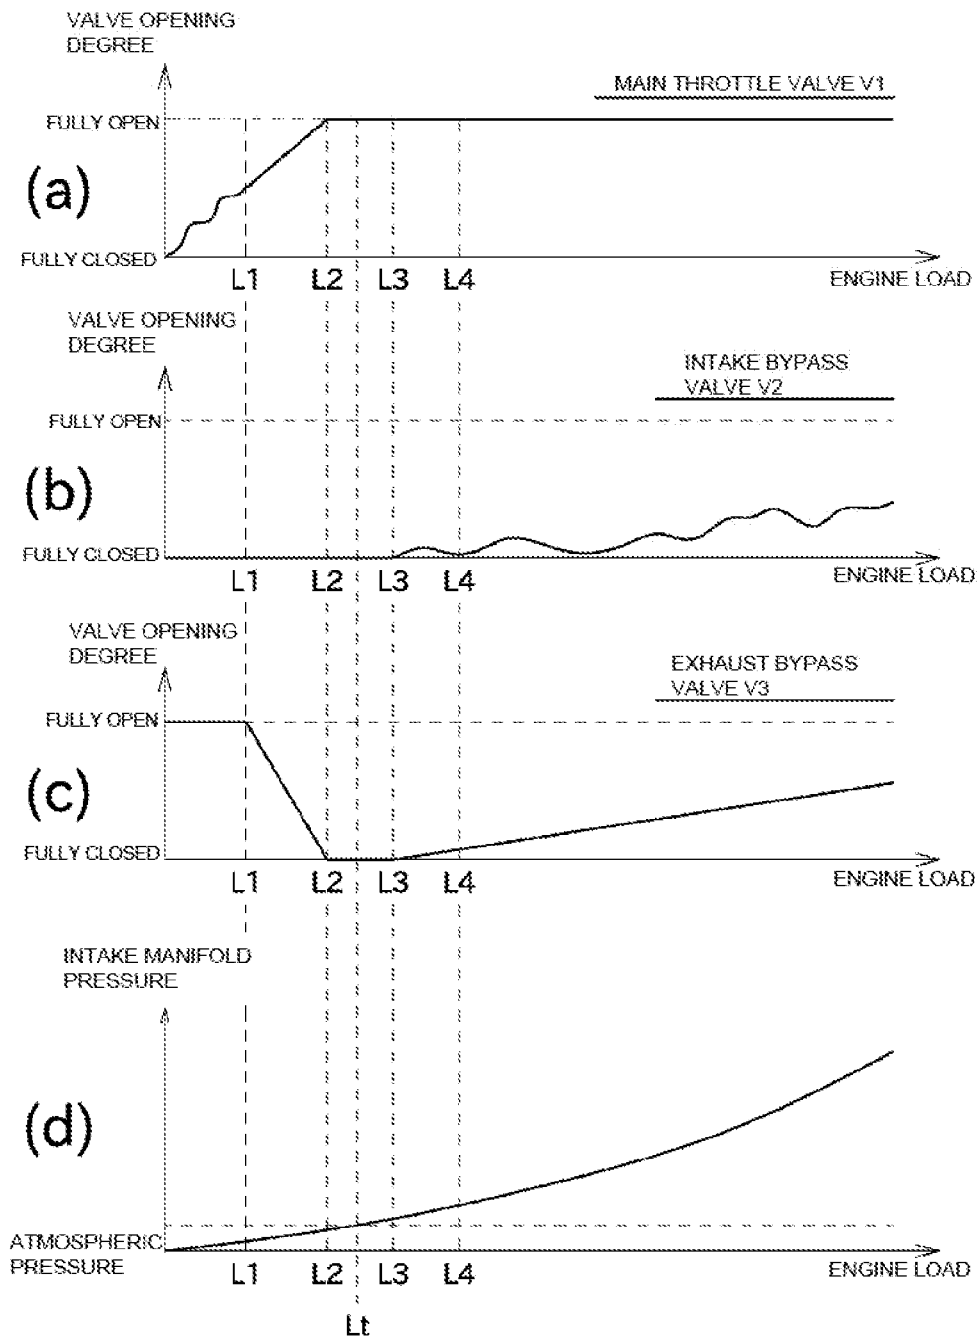 VALVE OPENING
DEGREE
MAIN THROTTLE VALVE V1
FULLY OPEN
(a)
FULLY CLOSED
L1 L2 L3 L4 ENGINE LOAD
VALVE OPENING
DEGREE
INTAKE BYPASS
VALVE V2
FULLY OPEN
(b)
FULLY CLOSED
L1 L2 L3 L4 ENGINE LOAD
VALVE OPENING
DEGREE
EXHAUST BYPASS
VALVE V3
FULLY OPEN
(c)
FULLY CLOSED
L1 L2 L3 L4 ENGINE LOAD
INTAKE MANIFOLD
PRESSURE
(d)
ATMOSPHERIC
PRESSURE
L1 L2 L3 L4 ENGINE LOAD
Lt